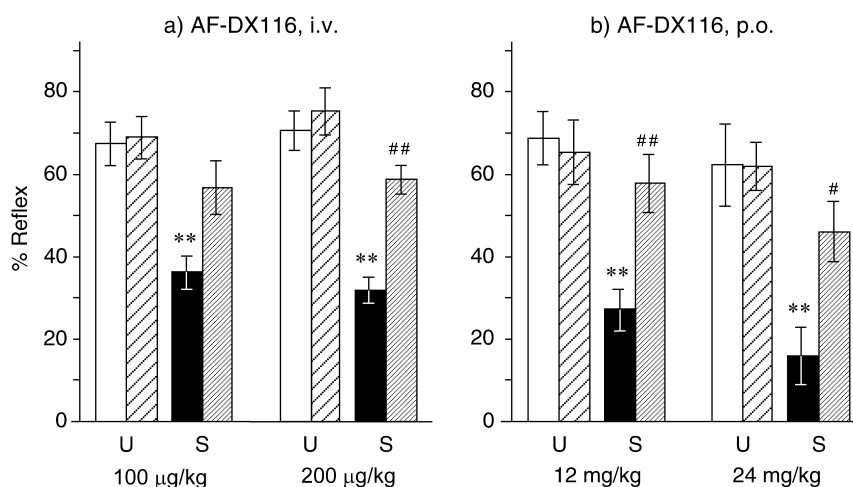 a) AF-DX116, i.v.
% Reflex
80
60
40
20
0
**
**
##
U
S
U
S
100 µg/kg
200 µg/kg
b) AF-DX116, p.o.
80
60
40
20
0
**
##
**
#
U
S
U
S
12 mg/kg
24 mg/kg